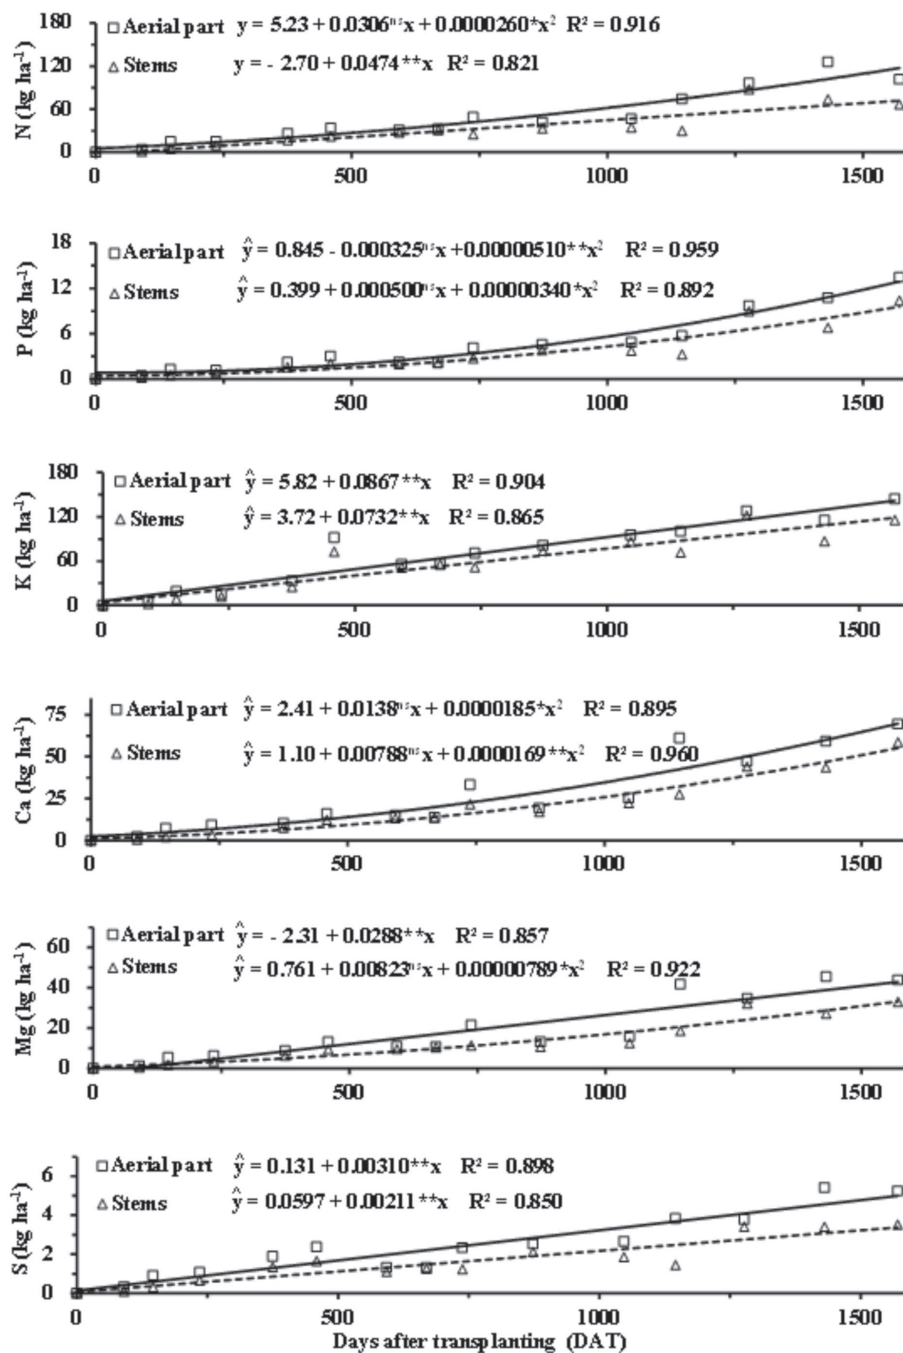 180
□ Aerial part y = 5.23 + 0.0306ⁿˢx + 0.0000260*x² R² = 0.916
120
△ Stems y = - 2.70 + 0.0474**x R² = 0.821
60
0
N (kg ha⁻¹)
0 500 1000 1500
18
□ Aerial part ŷ = 0.845 - 0.000325ⁿˢx + 0.00000510**x² R² = 0.959
12
△ Stems ŷ = 0.399 + 0.000500ⁿˢx + 0.00000340*x² R² = 0.892
6
0
P (kg ha⁻¹)
0 500 1000 1500
180
□ Aerial part ŷ = 5.82 + 0.0867**x R² = 0.904
120
△ Stems ŷ = 3.72 + 0.0732**x R² = 0.865
60
0
K (kg ha⁻¹)
0 500 1000 1500
75
□ Aerial part ŷ = 2.41 + 0.0138ⁿˢx + 0.0000185*x² R² = 0.895
50
△ Stems ŷ = 1.10 + 0.00788ⁿˢx + 0.0000169**x² R² = 0.960
25
0
Ca (kg ha⁻¹)
0 500 1000 1500
□ Aerial part ŷ = - 2.31 + 0.0288**x R² = 0.857
60
△ Stems ŷ = 0.761 + 0.00823ⁿˢx + 0.00000789*x² R² = 0.922
40
20
0
Mg (kg ha⁻¹)
0 500 1000 1500
□ Aerial part ŷ = 0.131 + 0.00310**x R² = 0.898
6
△ Stems ŷ = 0.0597 + 0.00211**x R² = 0.850
4
2
0
S (kg ha⁻¹)
0 500 1000 1500
Days after transplanting (DAT)